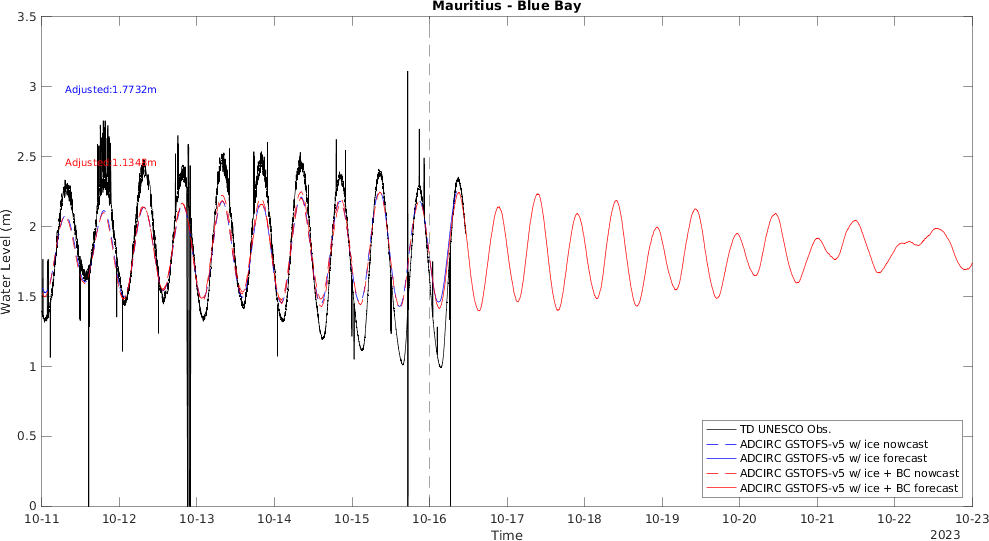 Mauritius - Blue Bay
3.5
3
2.5
2
1.5
1
0.5
0
Water Level (m)
Adjusted:1.7732m
Adjusted:1.1348m
TD UNESCO Obs.
ADCIRC GSTOFS-v5 w/ ice nowcast
ADCIRC GSTOFS-v5 w/ ice forecast
ADCIRC GSTOFS-v5 w/ ice + BC nowcast
ADCIRC GSTOFS-v5 w/ ice + BC forecast
10-11 10-12 10-13 10-14 10-15 10-16 10-17 10-18 10-19 10-20 10-21 10-22 10-23
Time
2023